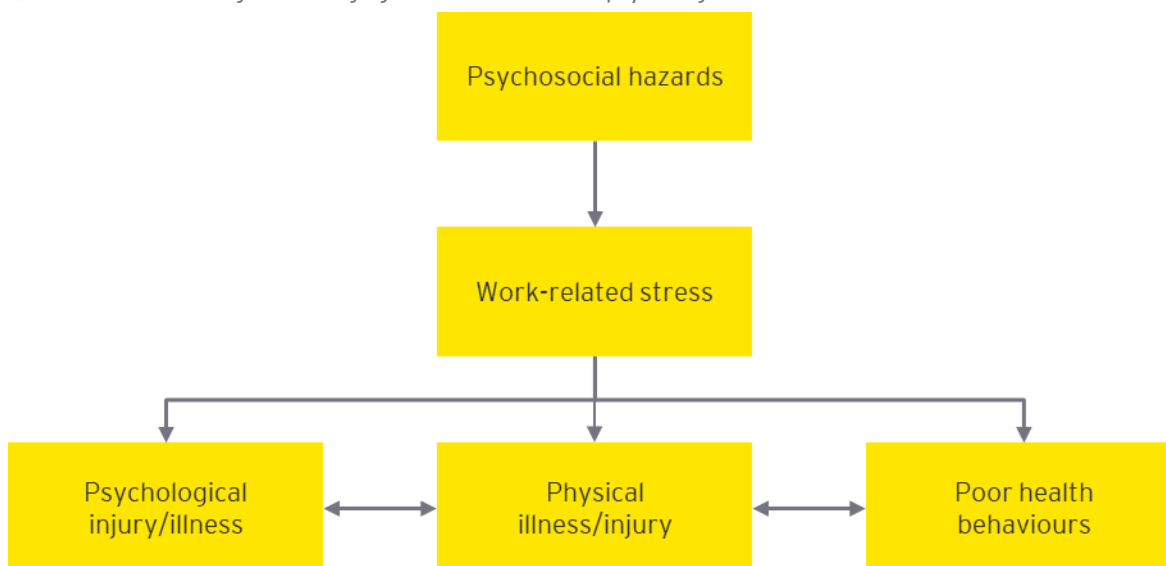 Psychosocial hazards
Work-related stress
Psychological
injury/illness
Physical
illness/injury
Poor health
behaviours